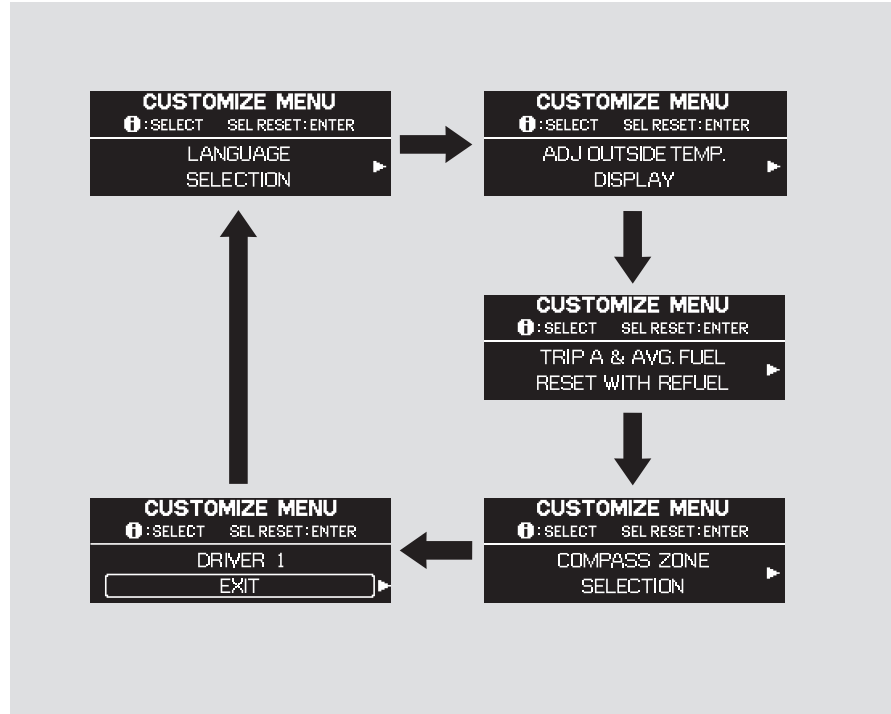 CUSTOMIZE MENU
i:SELECT SEL RESET:ENTER
LANGUAGE
SELECTION
CUSTOMIZE MENU
i:SELECT SEL RESET:ENTER
ADJ OUTSIDE TEMP.
DISPLAY
CUSTOMIZE MENU
i:SELECT SEL RESET:ENTER
TRIP A & AVG. FUEL
RESET WITH REFUEL
CUSTOMIZE MENU
i:SELECT SEL RESET:ENTER
COMPASS ZONE
SELECTION
CUSTOMIZE MENU
i:SELECT SEL RESET:ENTER
DRIVER 1
EXIT